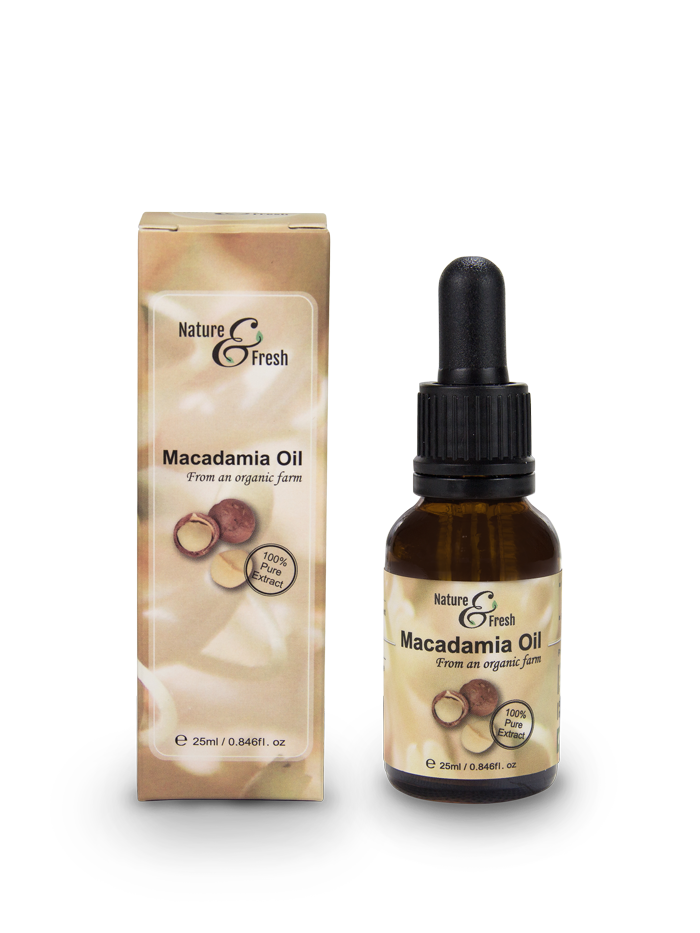 & Fresh
Nature & Fresh
Macadamia Oil
From an organic farm
100%
Pure
Extract
℮ 25ml / 0.846fl. oz
Nature & Fresh
Macadamia Oil
From an organic farm
100%
Pure
Extract
℮ 25ml / 0.846fl. oz